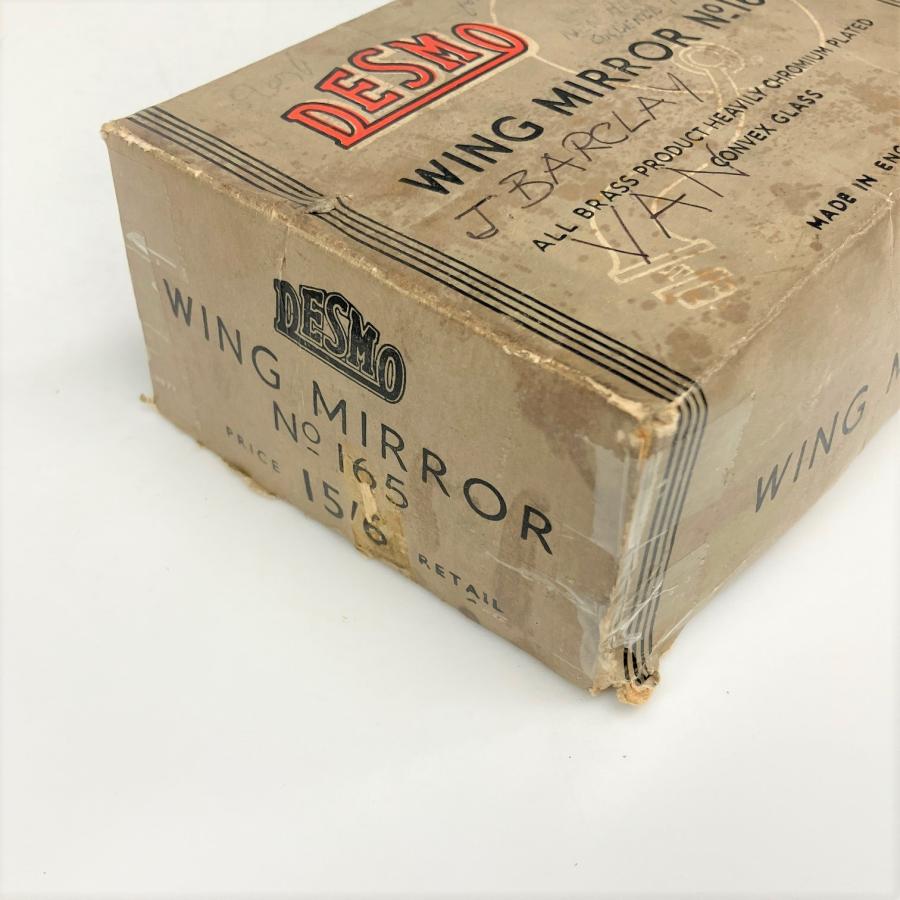 DESMO
WING MIRROR Nº16
J. BARCLAY
ALL BRASS PRODUCT HEAVILY CHROMIUM PLATED
CONVEX GLASS
VAN
MADE IN ENG
DESMO
WING MIRROR
Nº 165
PRICE 15/6 RETAIL
WING